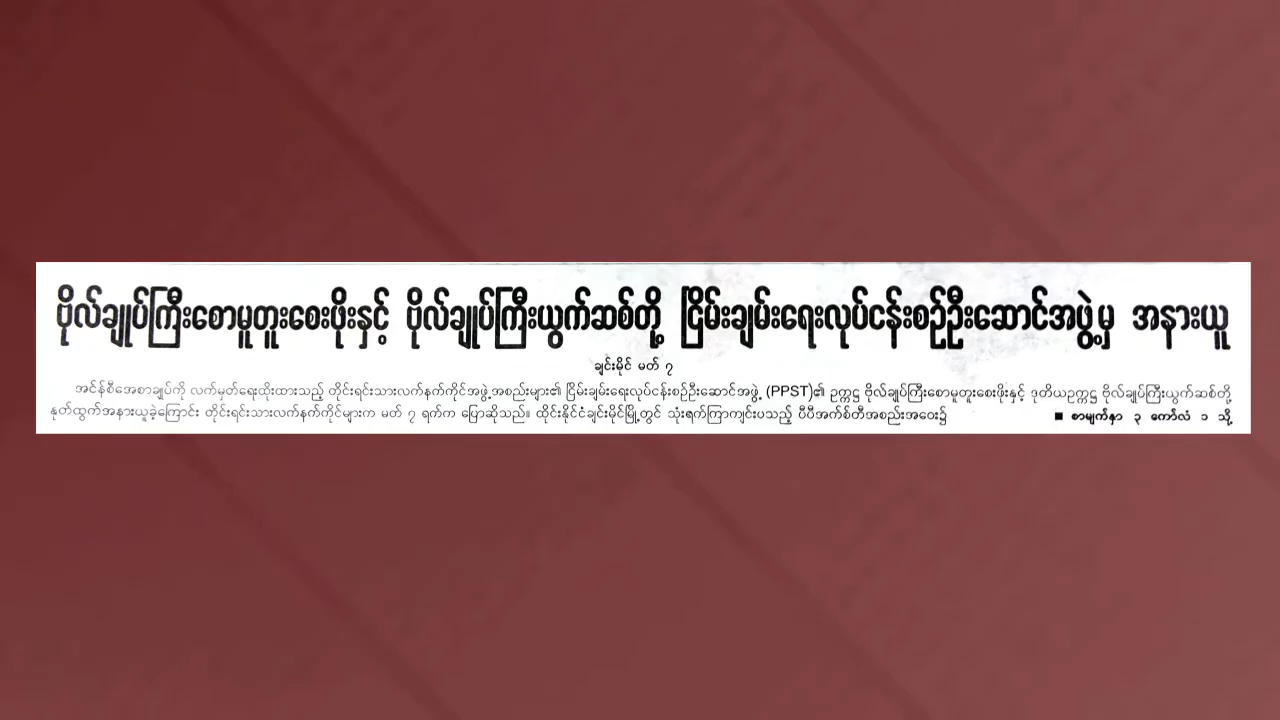 ဗိုလ်ချုပ်ကြီးစောမူတူးစေးဖိုးနှင့် ဗိုလ်ချုပ်ကြီးယွက်ဆစ်တို့ ငြိမ်းချမ်းရေးလုပ်ငန်းစဉ်ဦးဆောင်အဖွဲ့မှ အနားယူ
ချင်းမိုင် မတ် ၇
အင်န်စီအေစာချုပ်ကို လက်မှတ်ရေးထိုးထားသည့် တိုင်းရင်းသားလက်နက်ကိုင်အဖွဲ့အစည်းများ၏ ငြိမ်းချမ်းရေးလုပ်ငန်းစဉ်ဦးဆောင်အဖွဲ့ (PPST)၏ ဥက္ကဋ္ဌ ဗိုလ်ချုပ်ကြီးစောမူတူးစေးဖိုးနှင့် ဒုတိယဥက္ကဋ္ဌ ဗိုလ်ချုပ်ကြီးယွက်ဆစ်တို့
နုတ်ထွက်အနားယူခဲ့ကြောင်း တိုင်းရင်းသားလက်နက်ကိုင်များက မတ် ၇ ရက်က ပြောဆိုသည်။ ထိုင်းနိုင်ငံချင်းမိုင်မြို့တွင် သုံးရက်ကြာကျင်းပသည့် ပီပီအက်စ်တီအစည်းအဝေး၌ ■ စာမျက်နှာ ၃ ကော်လံ ၁ သို့